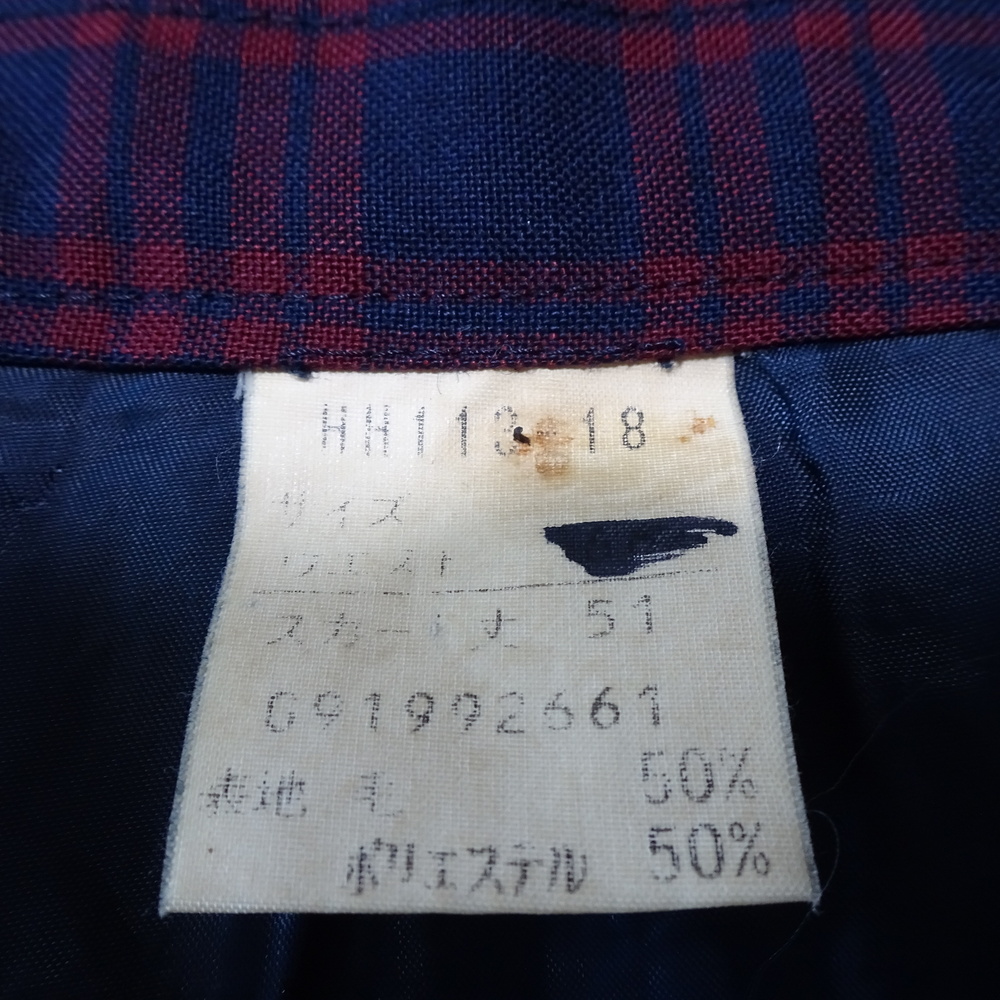 HH113-18
サイズ
ウエスト
スカート丈 51
G91992661
表地 毛 50%
ポリエステル 50%